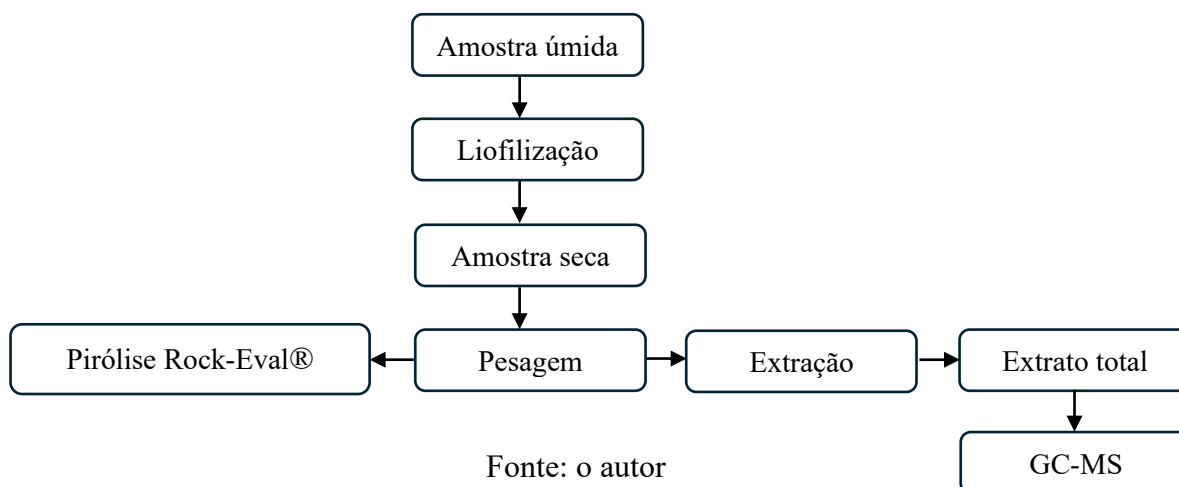 Amostra úmida
Liofilização
Amostra seca
Pirólise Rock-Eval®
Pesagem
Extração
Extrato total
GC-MS
Fonte: o autor